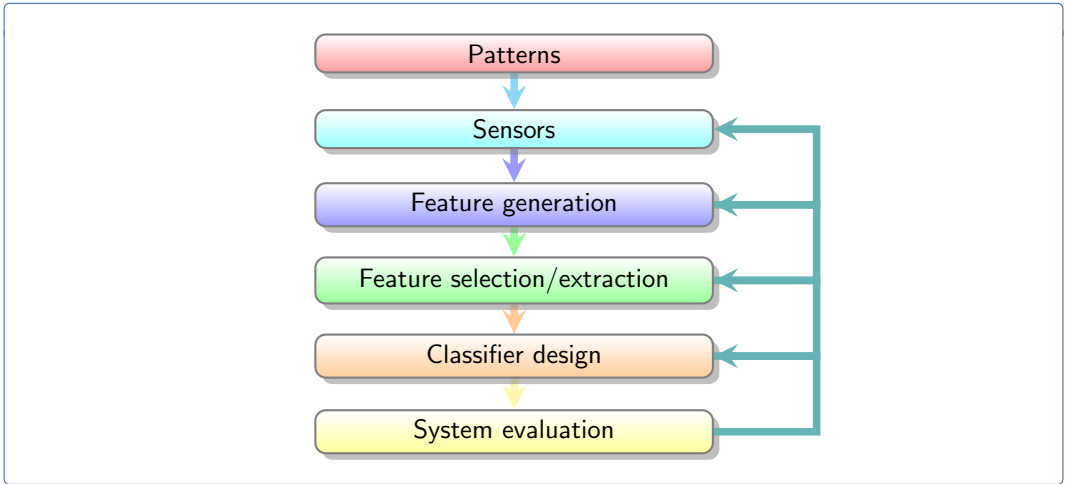 Patterns
Sensors
Feature generation
Feature selection/extraction
Classifier design
System evaluation